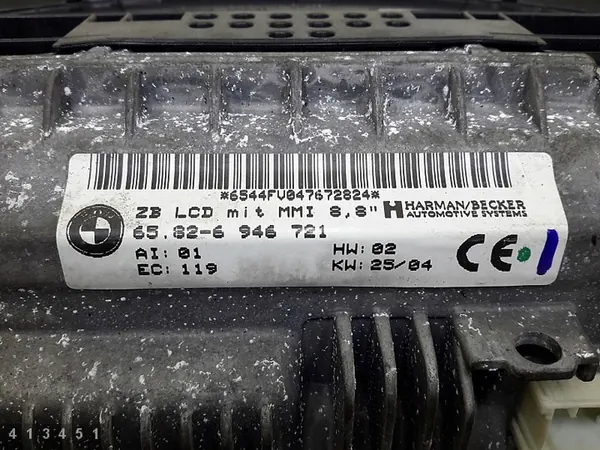 *6544FU047672824*
ZB LCD mit MMI 8,8" HARMAN/BECKER
AUTOMOTIVE SYSTEMS
65.82-6 946 721
AI: 01 HW: 02
EC: 119 KW: 25/04
CE
413451